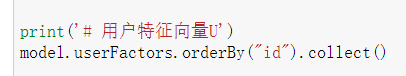 print('# 用户特征向量U')
model.userFactors.orderBy("id").collect()